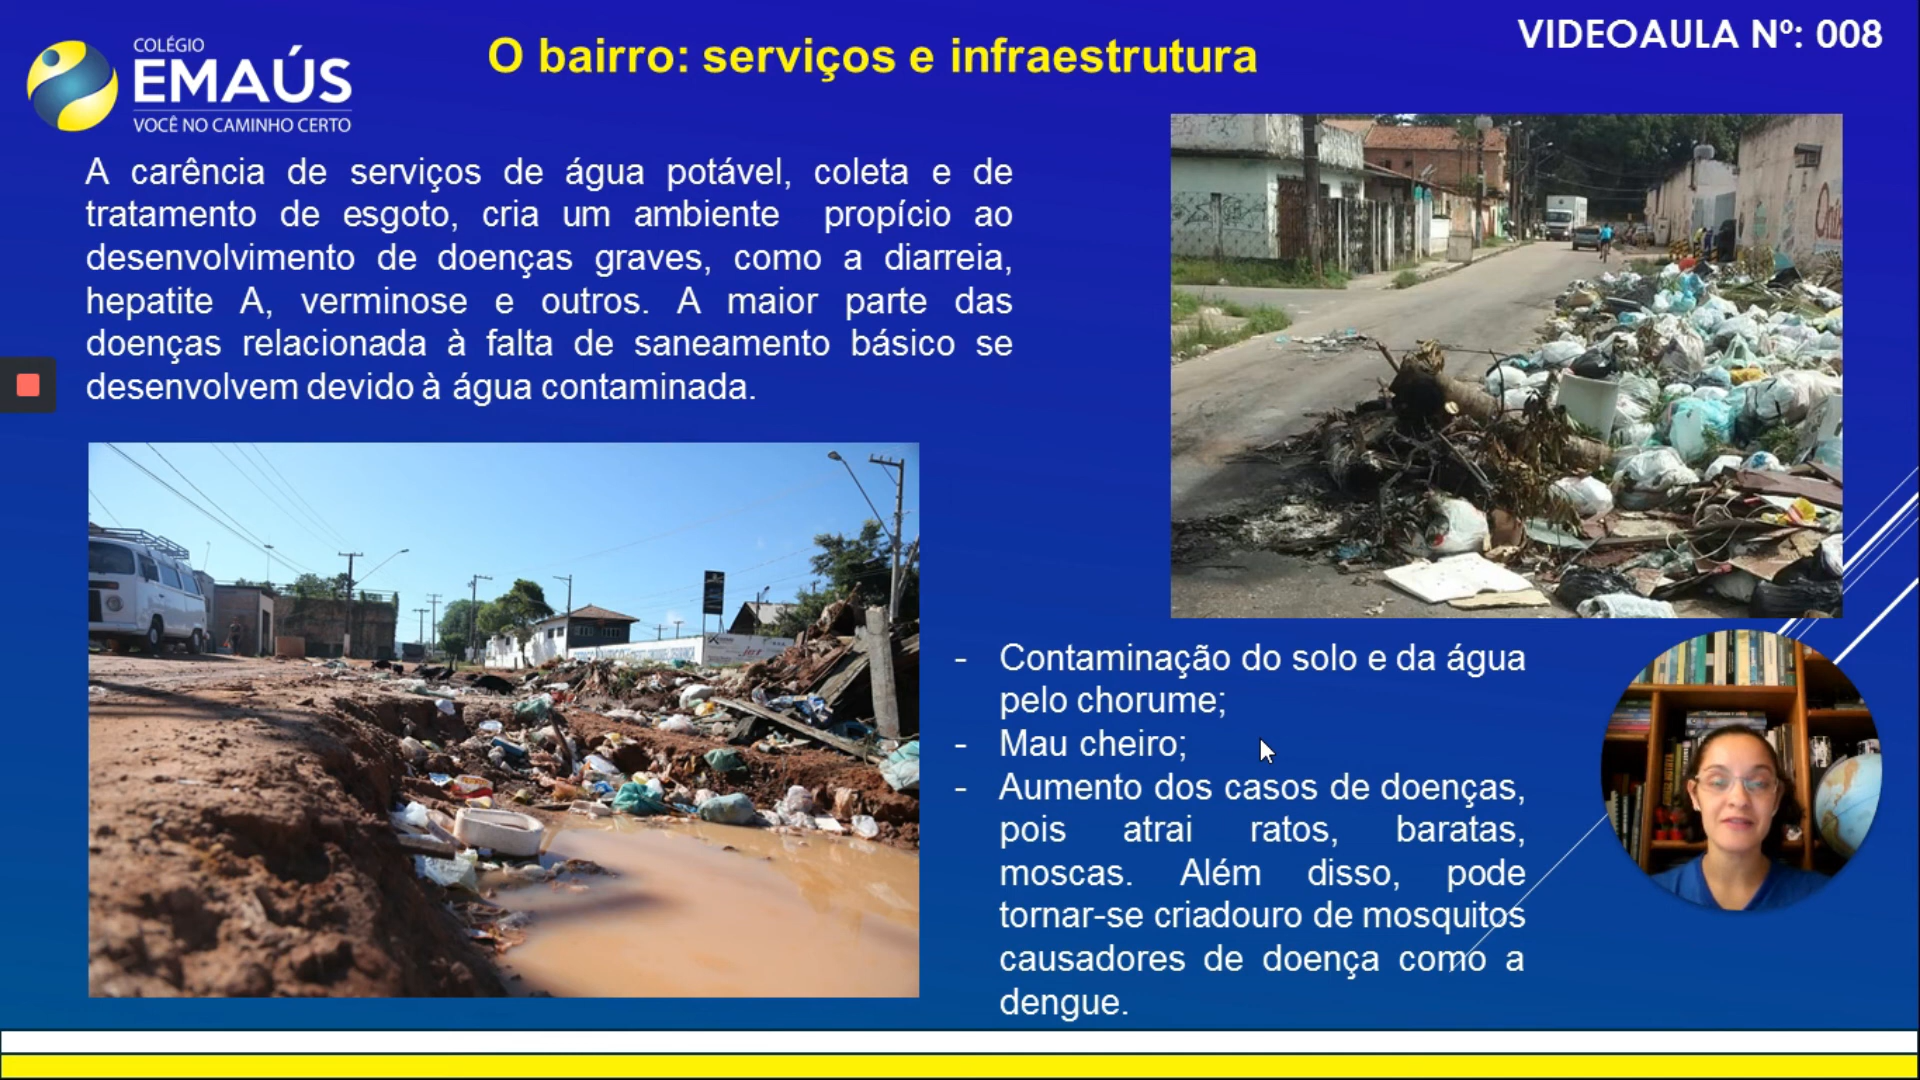 COLÉGIO
EMAÚS
VOCÊ NO CAMINHO CERTO
O bairro: serviços e infraestrutura
VIDEOAULA Nº: 008
A carência de serviços de água potável, coleta e de
tratamento de esgoto, cria um ambiente propício ao
desenvolvimento de doenças graves, como a diarreia,
hepatite A, verminose e outros. A maior parte das
doenças relacionada à falta de saneamento básico se
desenvolvem devido à água contaminada.
- Contaminação do solo e da água
pelo chorume;
- Mau cheiro;
- Aumento dos casos de doenças,
pois atrai ratos, baratas,
moscas. Além disso, pode
tornar-se criadouro de mosquitos
causadores de doença como a
dengue.